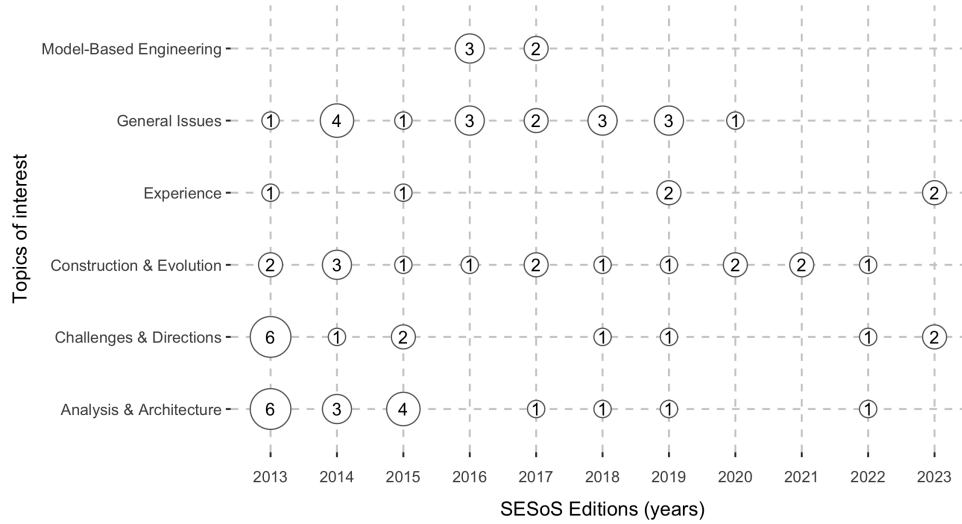 Topics of interest
Model-Based Engineering 3 2
General Issues 1 4 1 3 2 3 3 1
Experience 1 1 2 2
Construction & Evolution 2 3 1 1 2 1 1 2 2 1
Challenges & Directions 6 1 2 1 1 1 2
Analysis & Architecture 6 3 4 1 1 1 1
2013 2014 2015 2016 2017 2018 2019 2020 2021 2022 2023
SESoS Editions (years)